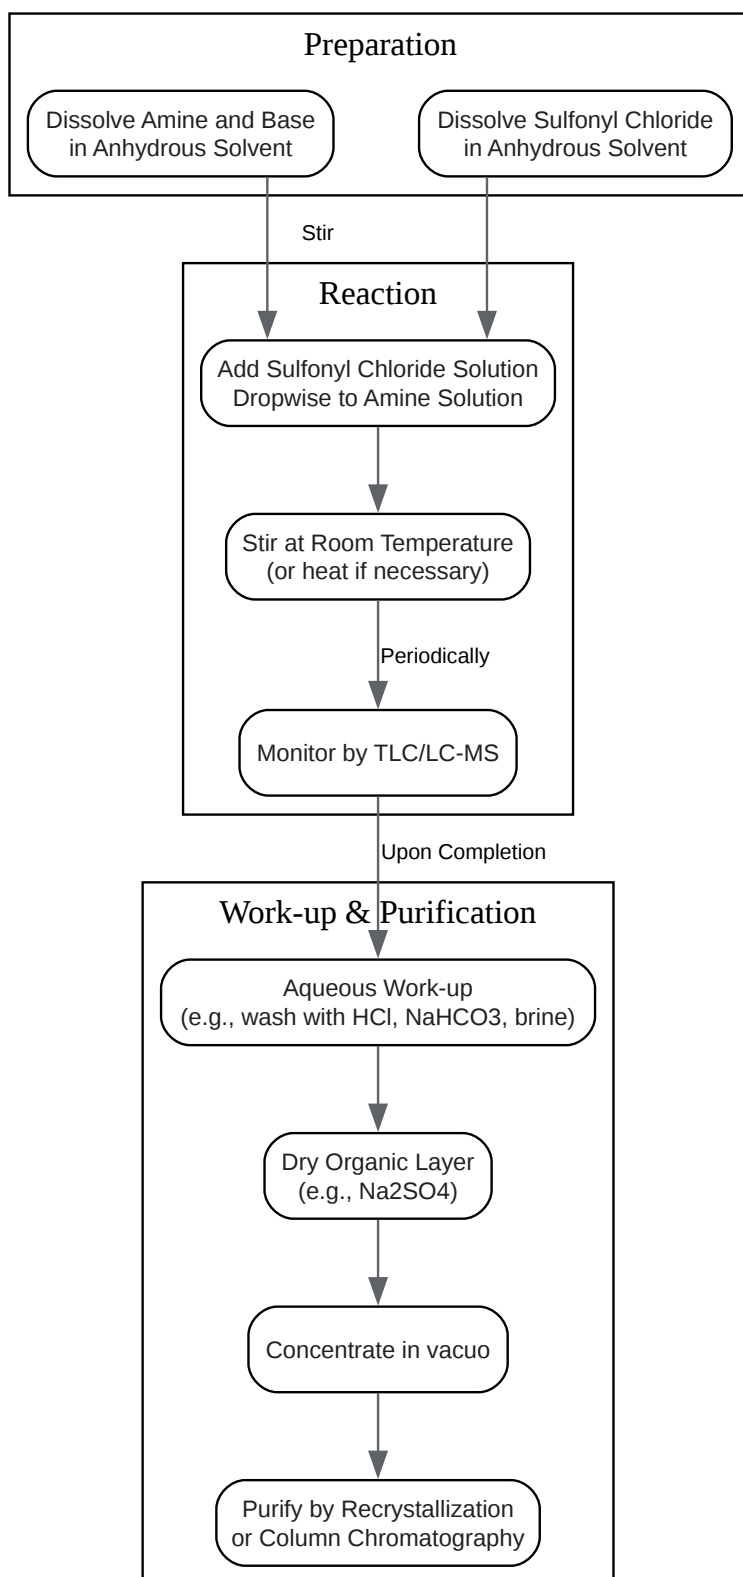 Preparation
Dissolve Amine and Base
in Anhydrous Solvent
Dissolve Sulfonyl Chloride
in Anhydrous Solvent
Stir
Reaction
Add Sulfonyl Chloride Solution
Dropwise to Amine Solution
Stir at Room Temperature
(or heat if necessary)
Periodically
Monitor by TLC/LC-MS
Upon Completion
Work-up & Purification
Aqueous Work-up
(e.g., wash with HCl, NaHCO3, brine)
Dry Organic Layer
(e.g., Na2SO4)
Concentrate in vacuo
Purify by Recrystallization
or Column Chromatography